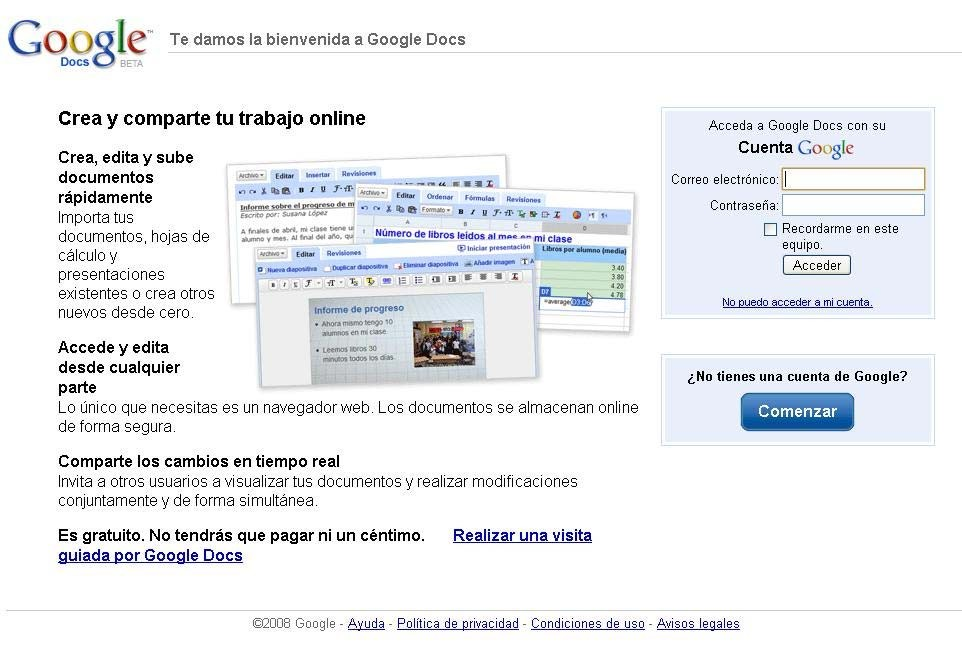 Google™
Docs BETA
Te damos la bienvenida a Google Docs
Crea y comparte tu trabajo online
Crea, edita y sube
documentos
rápidamente
Importa tus
documentos, hojas de
cálculo y
presentaciones
existentes o crea otros
nuevos desde cero.
Archivo Editar Insertar Revisiones
Informe sobre el progreso de m
Escrito por: Susana López
A finales de abril, mi clase tiene un
alumno y mes. Al final del año, qu
Archivo Editar Ordenar Fórmulas Revisiones
Formato
A B C D
1 Número de libros leídos al mes en mi clase
Libros por alumno (media)
3.40
3.80
4.20
4.78
D7
=average(D3:D6)
Iniciar presentación
Archivo Editar Revisiones
Nueva diapositiva Duplicar diapositiva Eliminar diapositiva Añadir imagen
Informe de progreso
• Ahora mismo tengo 10
alumnos en mi clase.
• Leemos libros 30
minutos todos los días.
Accede y edita
desde cualquier
parte
Lo único que necesitas es un navegador web. Los documentos se almacenan online
de forma segura.
Comparte los cambios en tiempo real
Invita a otros usuarios a visualizar tus documentos y realizar modificaciones
conjuntamente y de forma simultánea.
Es gratuito. No tendrás que pagar ni un céntimo. Realizar una visita
guiada por Google Docs
Acceda a Google Docs con su
Cuenta Google
Correo electrónico:
Contraseña:
Recordarme en este
equipo.
Acceder
No puedo acceder a mi cuenta.
¿No tienes una cuenta de Google?
Comenzar
©2008 Google - Ayuda - Política de privacidad - Condiciones de uso - Avisos legales